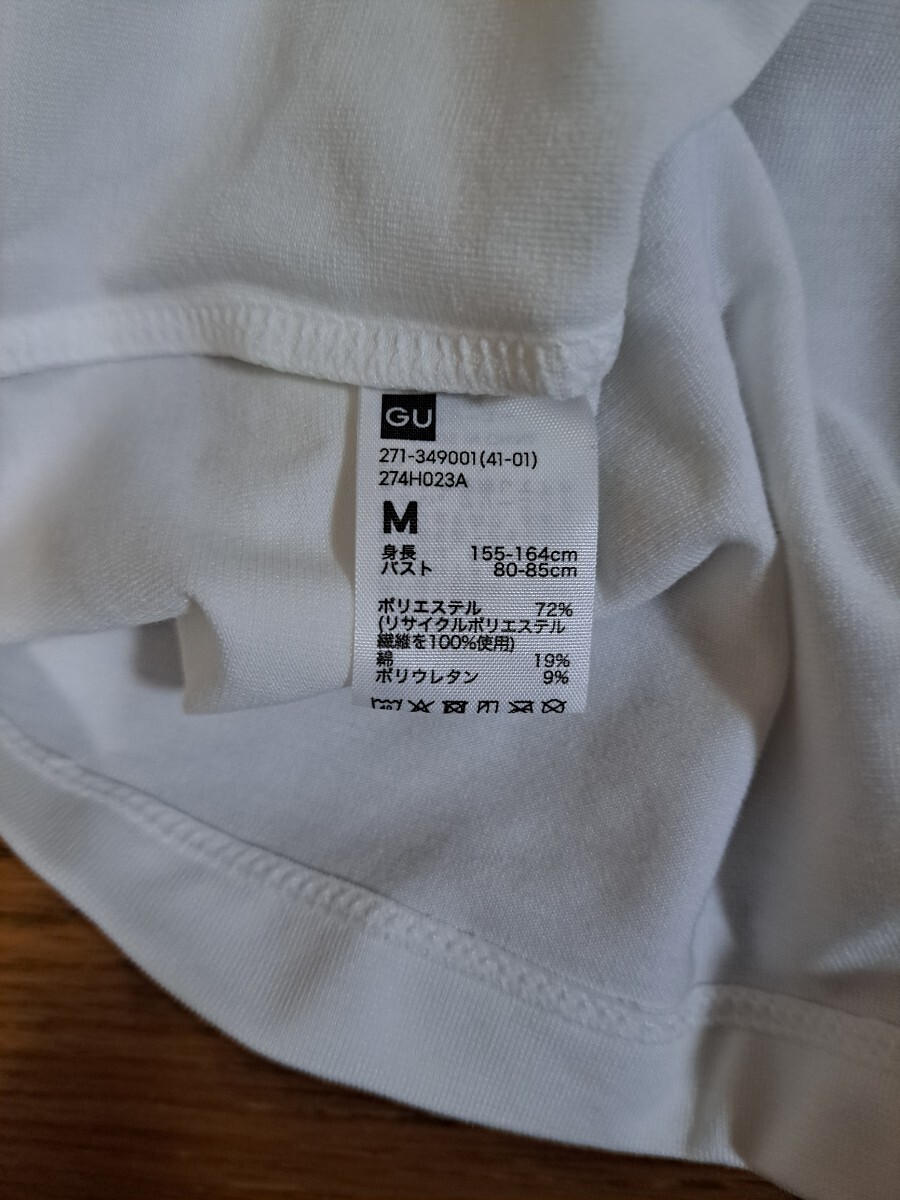 GU
271-349001(41-01)
274H023A
M
身長 155-164cm
バスト 80-85cm
ポリエステル 72%
(リサイクルポリエステル
繊維を100%使用)
綿 19%
ポリウレタン 9%